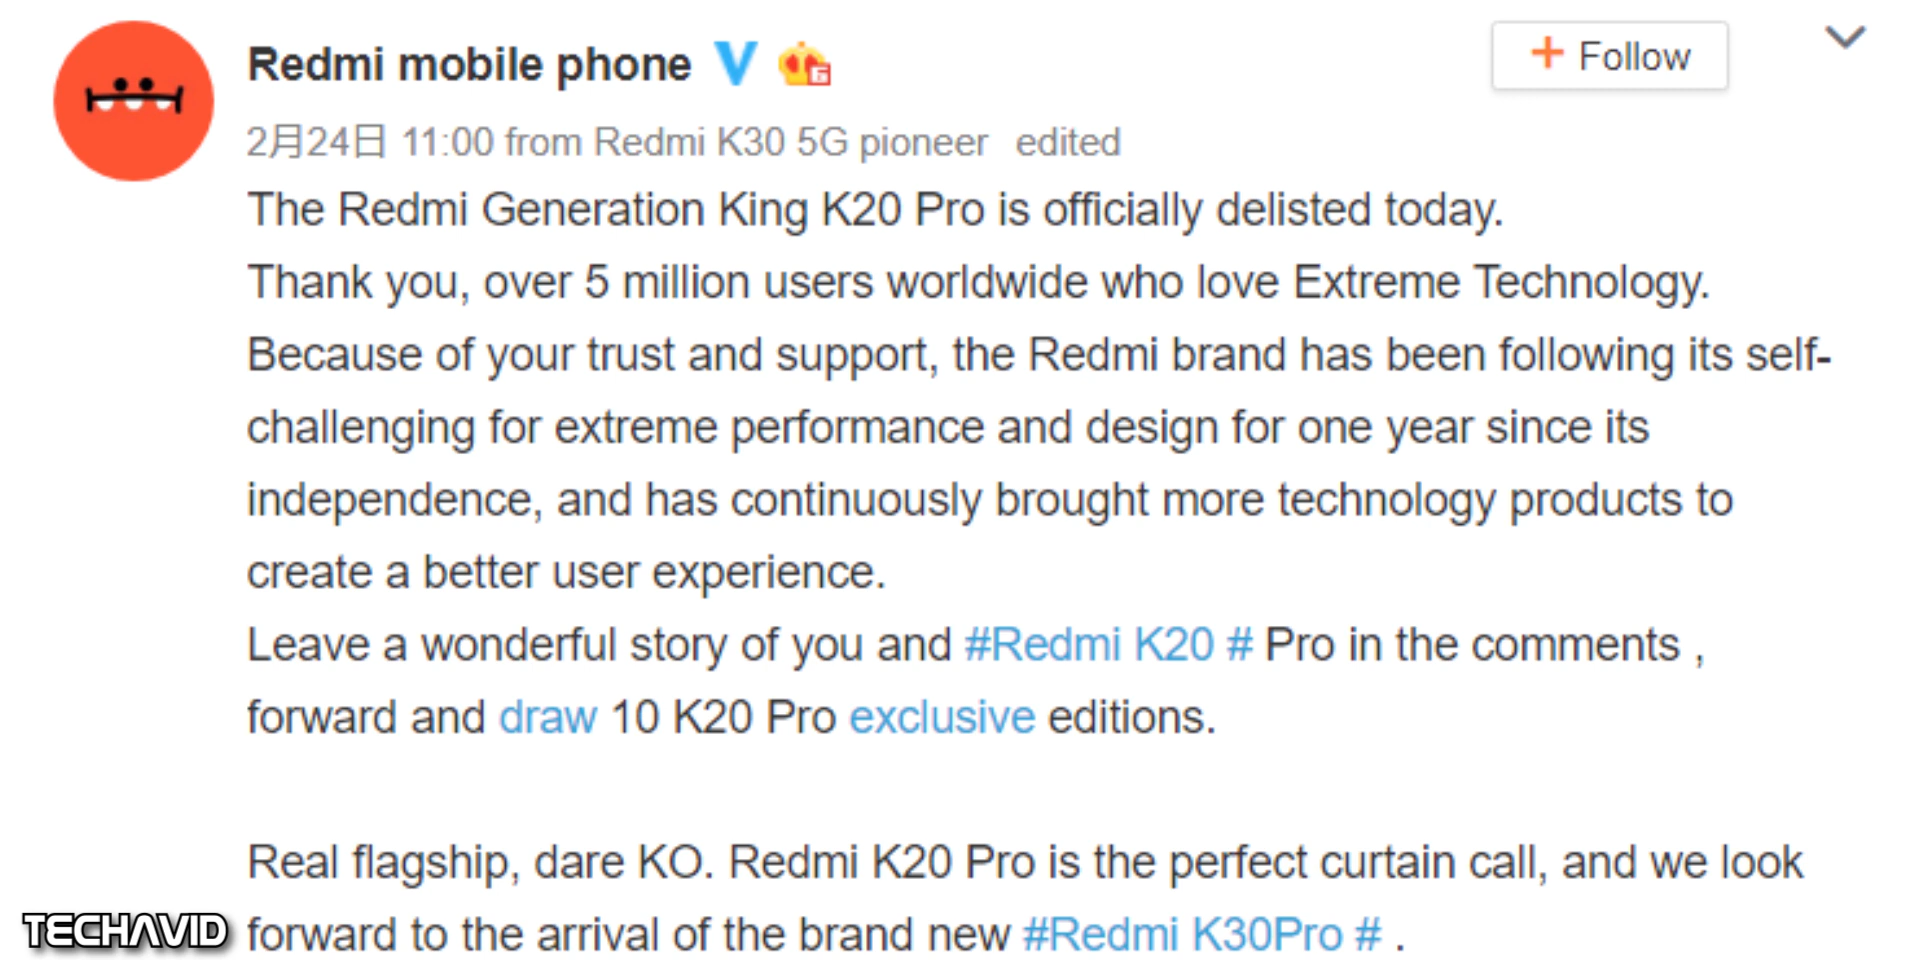 Redmi mobile phone
+ Follow
2月24日 11:00 from Redmi K30 5G pioneer edited
The Redmi Generation King K20 Pro is officially delisted today.
Thank you, over 5 million users worldwide who love Extreme Technology.
Because of your trust and support, the Redmi brand has been following its self-
challenging for extreme performance and design for one year since its
independence, and has continuously brought more technology products to
create a better user experience.
Leave a wonderful story of you and #Redmi K20 # Pro in the comments ,
forward and draw 10 K20 Pro exclusive editions.
Real flagship, dare KO. Redmi K20 Pro is the perfect curtain call, and we look
forward to the arrival of the brand new #Redmi K30Pro # .
TECHAVID